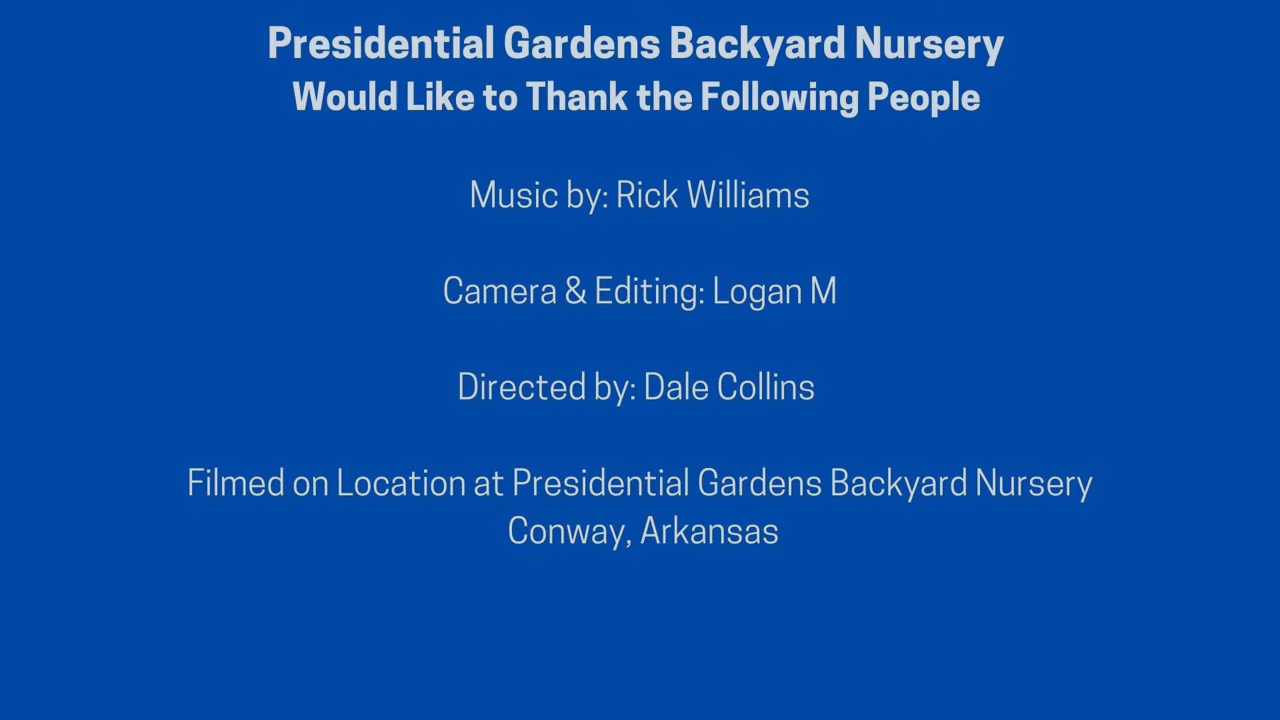 Presidential Gardens Backyard Nursery
Would Like to Thank the Following People
Music by: Rick Williams
Camera & Editing: Logan M
Directed by: Dale Collins
Filmed on Location at Presidential Gardens Backyard Nursery
Conway, Arkansas